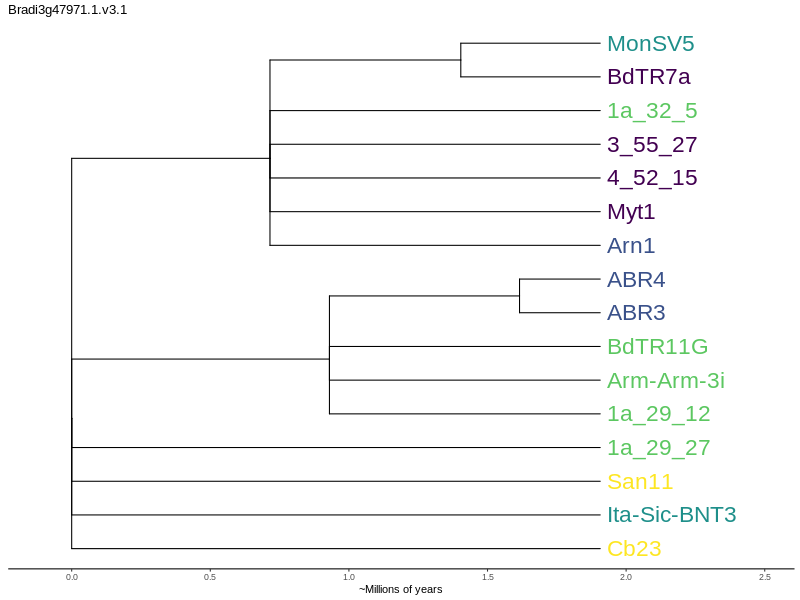 Bradi3g47971.1.v3.1
MonSV5
BdTR7a
1a_32_5
3_55_27
4_52_15
Myt1
Arn1
ABR4
ABR3
BdTR11G
Arm-Arm-3i
1a_29_12
1a_29_27
San11
Ita-Sic-BNT3
Cb23
0.0 0.5 1.0 1.5 2.0 2.5
~Millions of years